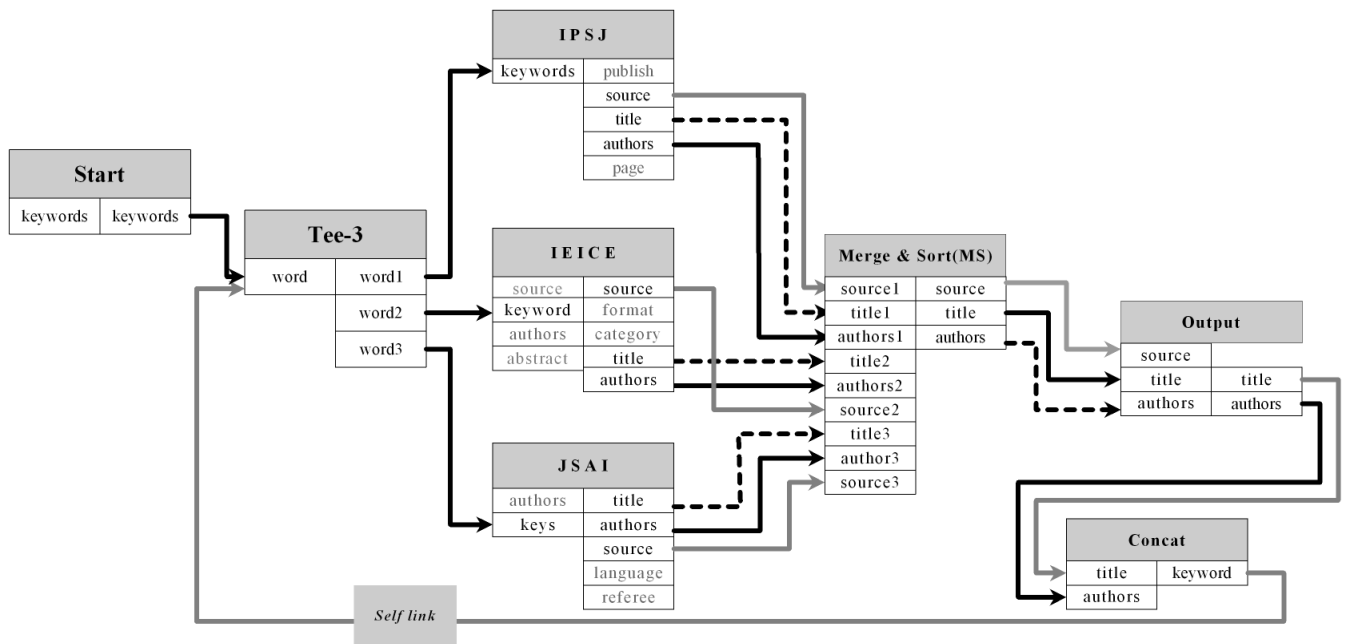 Start
keywords keywords
Tee-3
word word1
word2
word3
IPSJ
keywords publish
source
title
authors
page
IEICE
source source
keyword format
authors category
abstract title
authors
JSAI
authors title
keys authors
source
language
referee
Merge & Sort(MS)
source1 source
title1 title
authors1 authors
title2
authors2
source2
title3
author3
source3
Output
source
title title
authors authors
Concat
title keyword
authors
Self link